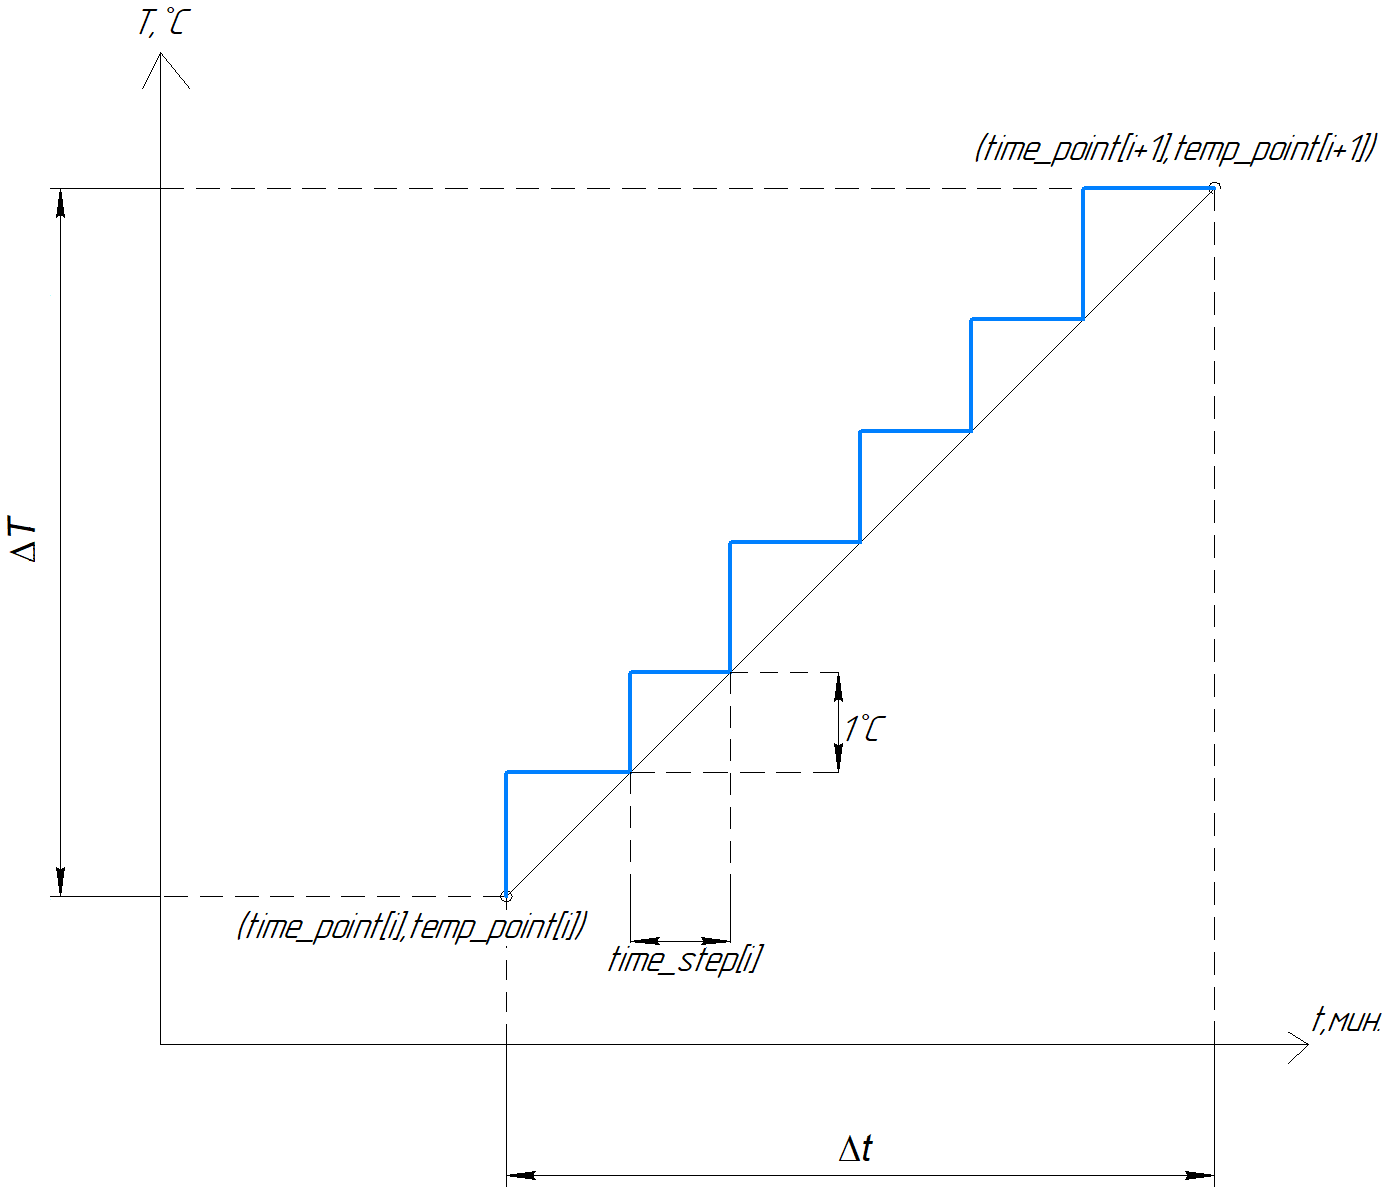 T,°C
(time_point[i+1],temp_point[i+1])
ΔT
1°C
(time_point[i],temp_point[i])
time_step[i]
t,мин.
Δt